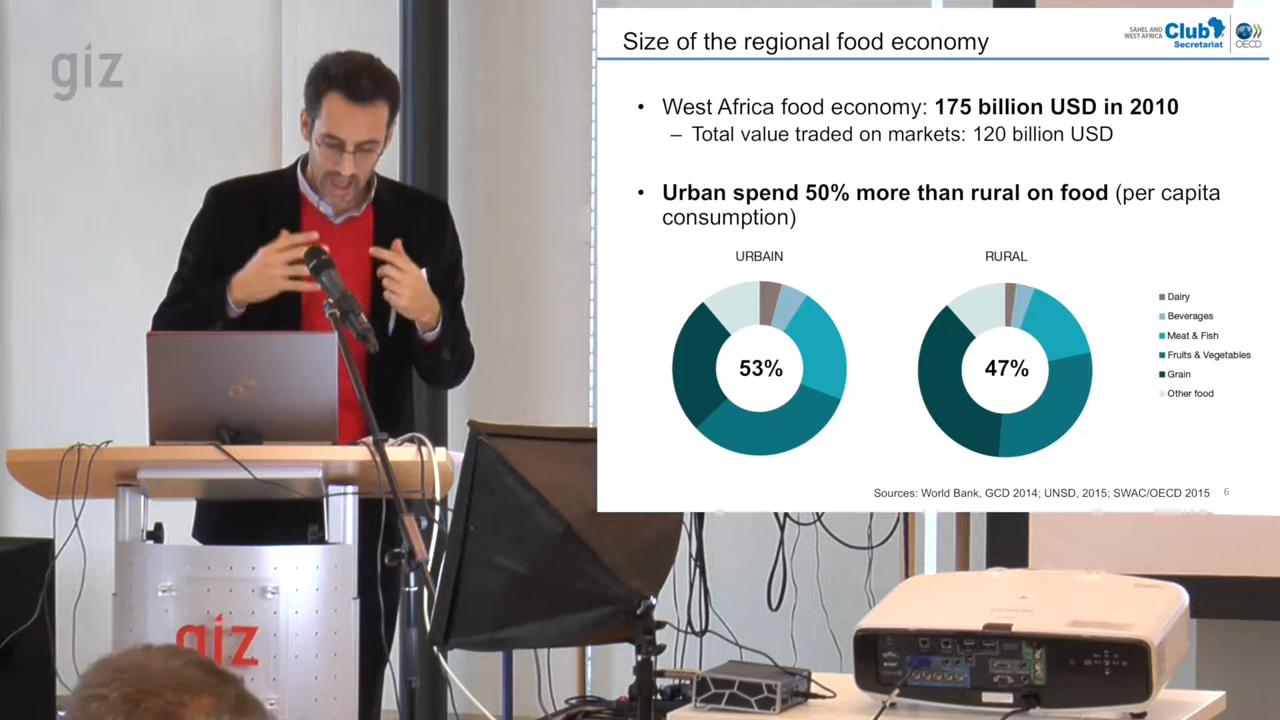 giz
Size of the regional food economy
SAHEL AND
WEST AFRICA
Club
Secretariat
OECD
• West Africa food economy: 175 billion USD in 2010
– Total value traded on markets: 120 billion USD
• Urban spend 50% more than rural on food (per capita
consumption)
URBAIN
RURAL
53%
47%
Dairy
Beverages
Meat & Fish
Fruits & Vegetables
Grain
Other food
Sources: World Bank, GCD 2014; UNSD, 2015; SWAC/OECD 2015
6
giz